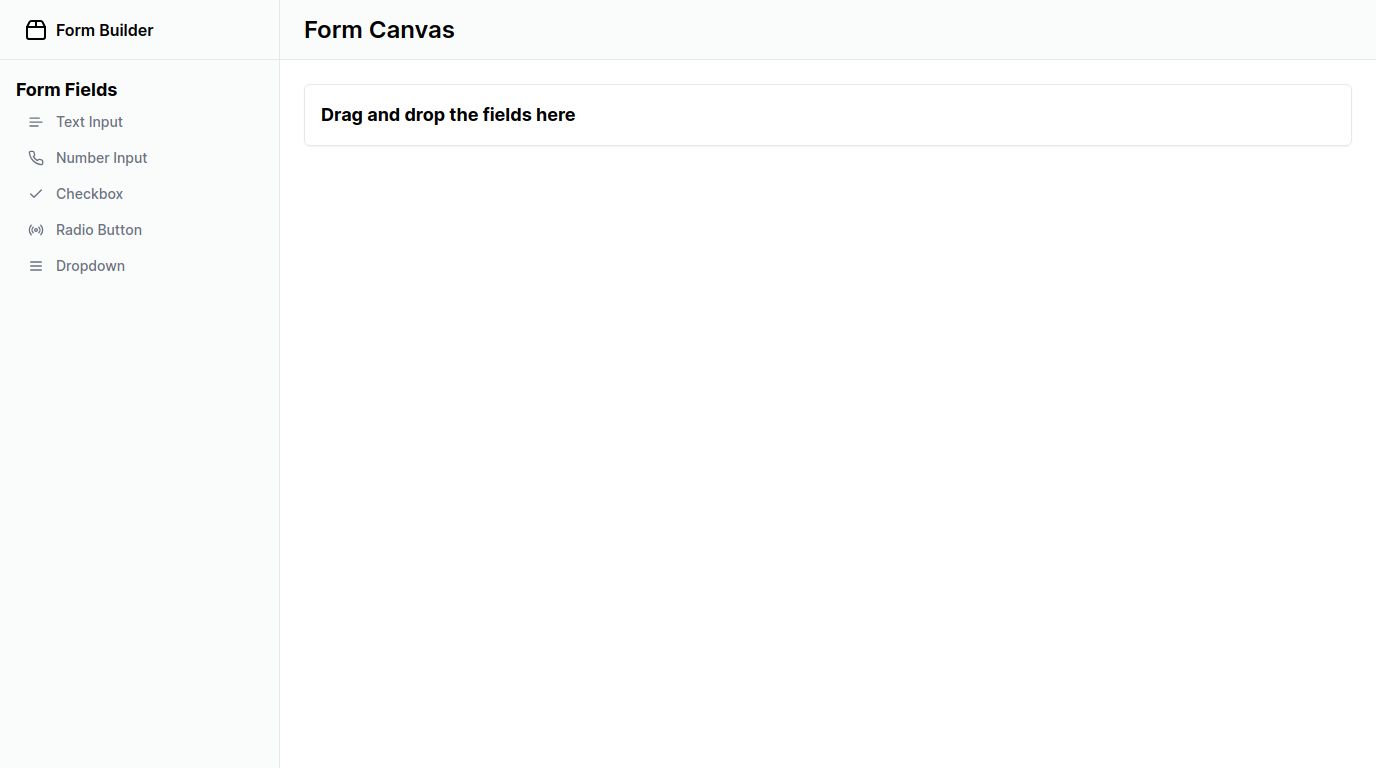 Form Builder
Form Canvas
Form Fields
Text Input
Number Input
Checkbox
Radio Button
Dropdown
Drag and drop the fields here